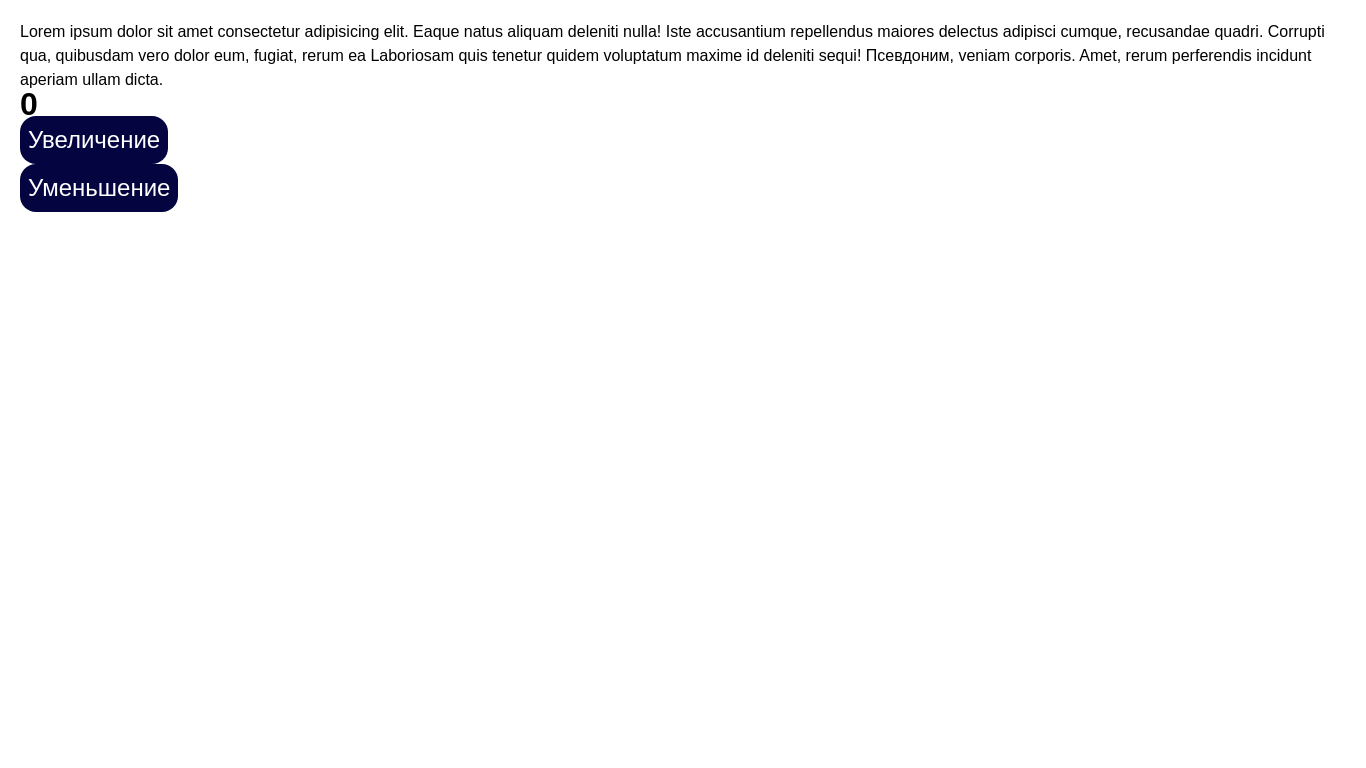 Lorem ipsum dolor sit amet consectetur adipisicing elit. Eaque natus aliquam deleniti nulla! Iste accusantium repellendus maiores delectus adipisci cumque, recusandae quadri. Corrupti
qua, quibusdam vero dolor eum, fugiat, rerum ea Laboriosam quis tenetur quidem voluptatum maxime id deleniti sequi! Псевдоним, veniam corporis. Amet, rerum perferendis incidunt
aperiam ullam dicta.
0
Увеличение
Уменьшение